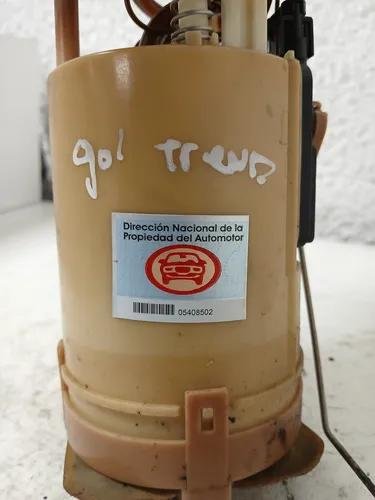 gol Trend
Dirección Nacional de la
Propiedad del Automotor
05408502